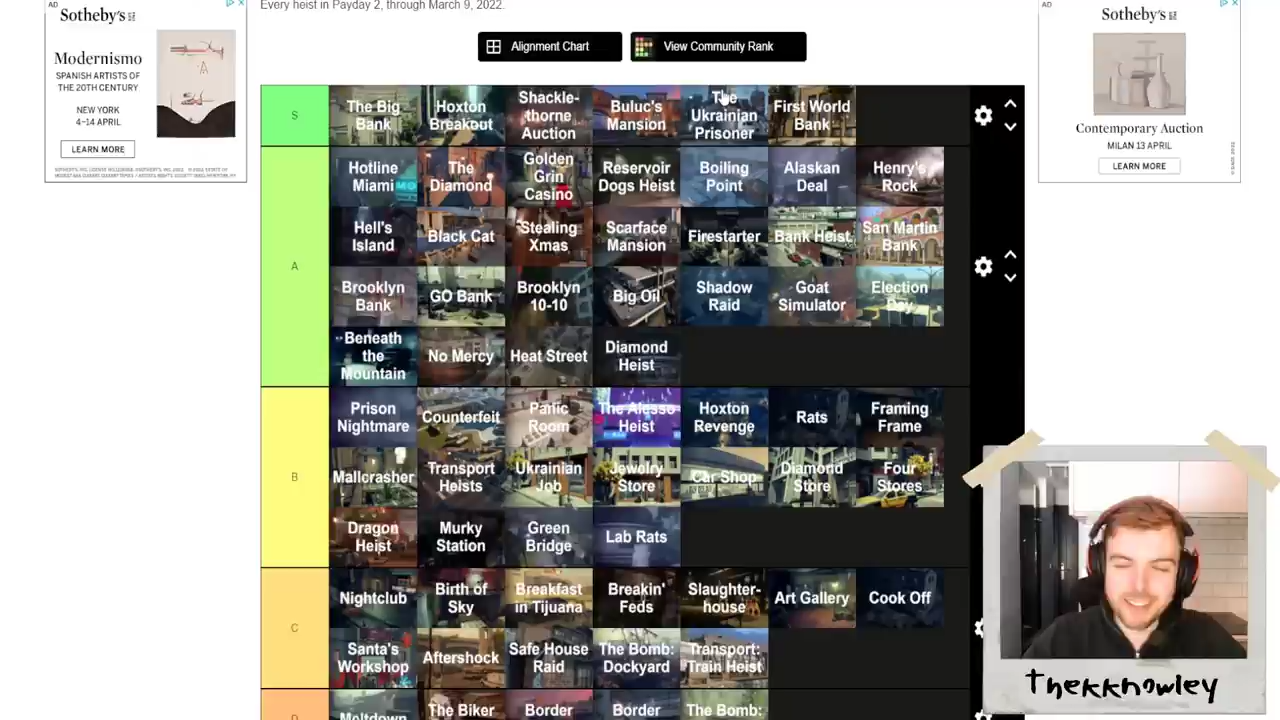 Every heist in Payday 2, through March 9, 2022.
AD
Sotheby's EST 1744
Modernismo
SPANISH ARTISTS OF
THE 20TH CENTURY
NEW YORK
4–14 APRIL
LEARN MORE
Alignment Chart
View Community Rank
AD
Sotheby's EST 1744
Contemporary Auction
MILAN 13 APRIL
LEARN MORE
S
The Big Bank
Hoxton Breakout
Shackle-thorne Auction
Buluc's Mansion
The Ukrainian Prisoner
First World Bank
A
Hotline Miami
The Diamond
Golden Grin Casino
Reservoir Dogs Heist
Boiling Point
Alaskan Deal
Henry's Rock
Hell's Island
Black Cat
Stealing Xmas
Scarface Mansion
Firestarter
Bank Heist
San Martin Bank
Brooklyn Bank
GO Bank
Brooklyn 10-10
Big Oil
Shadow Raid
Goat Simulator
Election Day
Beneath the Mountain
No Mercy
Heat Street
Diamond Heist
B
Prison Nightmare
Counterfeit
Panic Room
The Alesso Heist
Hoxton Revenge
Rats
Framing Frame
Mallcrasher
Transport Heists
Ukrainian Job
Jewelry Store
Car Shop
Diamond Store
Four Stores
Dragon Heist
Murky Station
Green Bridge
Lab Rats
C
Nightclub
Birth of Sky
Breakfast in Tijuana
Breakin' Feds
Slaughter-house
Art Gallery
Cook Off
Santa's Workshop
Aftershock
Safe House Raid
The Bomb: Dockyard
Transport: Train Heist
D
Meltdown
The Biker
Border
Border
The Bomb:
Thekknowley